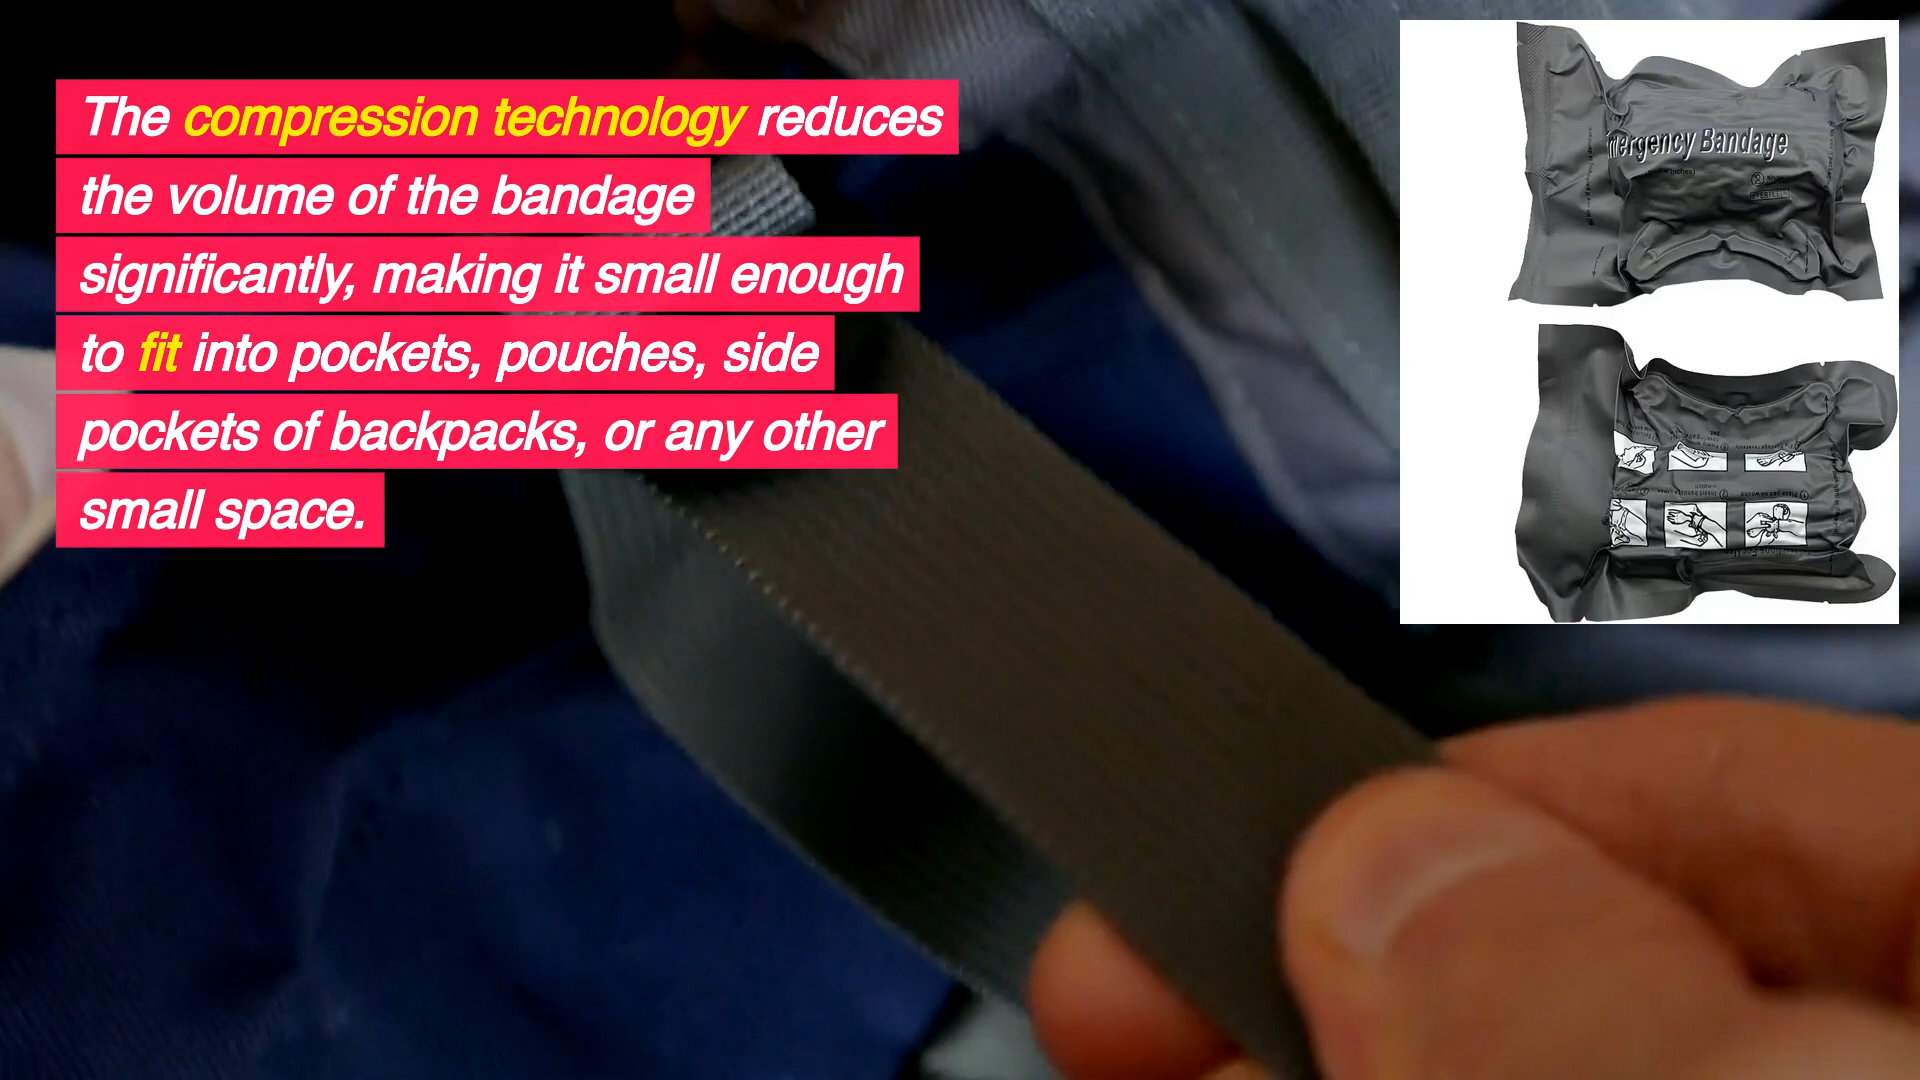 The compression technology reduces
the volume of the bandage
significantly, making it small enough
to fit into pockets, pouches, side
pockets of backpacks, or any other
small space.
mergency Bandage